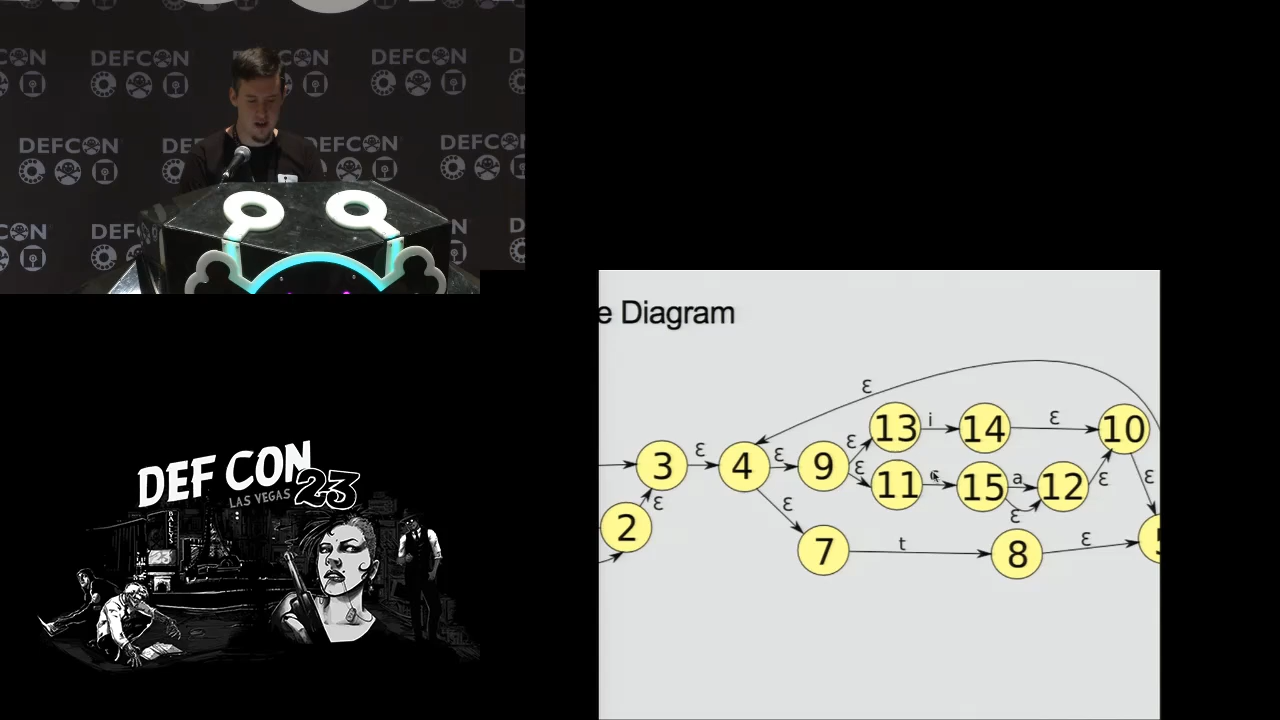 DEFCON DEFCON DEFCON
DEFCON DEFCON DEFCON
DEF CON 23
LAS VEGAS
BALLYS
e Diagram
ε
13 i 14 ε 10
ε
3 ε 4 ε 9
ε 11 15 a 12 ε ε
2 ε
ε
ε
7 t 8 ε